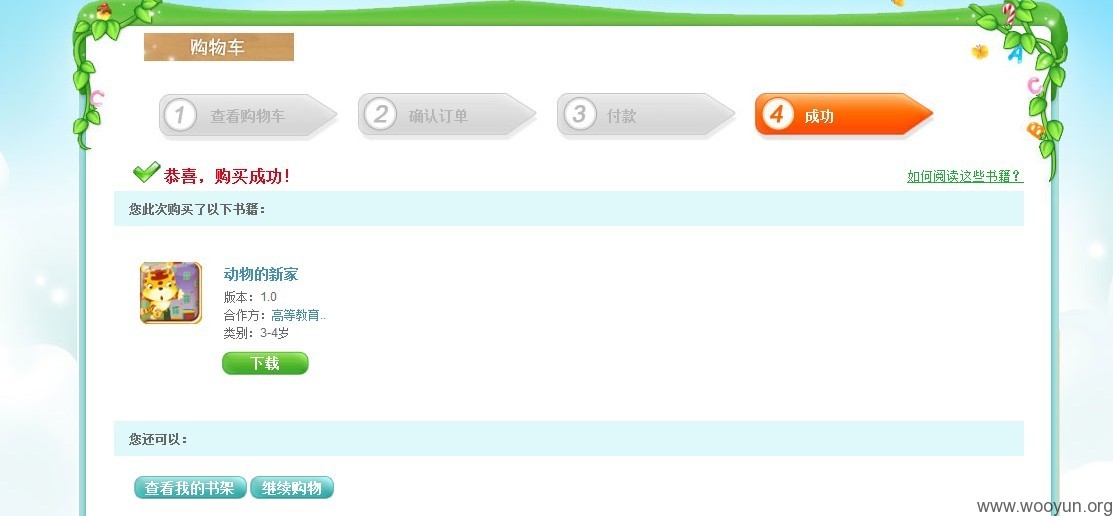 购物车
1 查看购物车 2 确认订单 3 付款 4 成功
恭喜，购买成功！ 如何阅读这些书籍？
您此次购买了以下书籍：
动物的新家
版本：1.0
合作方：高等教育..
类别：3-4岁
下载
您还可以：
查看我的书架 继续购物
www.wooyun.org